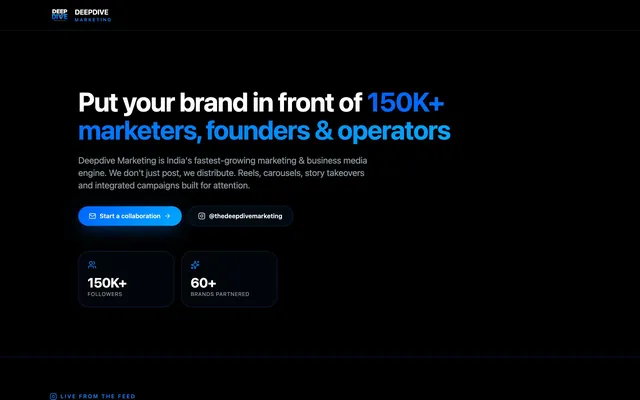 DEEP
DIVE
DEEPDIVE
MARKETING
Put your brand in front of 150K+
marketers, founders & operators
Deepdive Marketing is India's fastest-growing marketing & business media
engine. We don't just post, we distribute. Reels, carousels, story takeovers
and integrated campaigns built for attention.
Start a collaboration →
@thedeepdivemarketing
150K+
FOLLOWERS
60+
BRANDS PARTNERED
LIVE FROM THE FEED